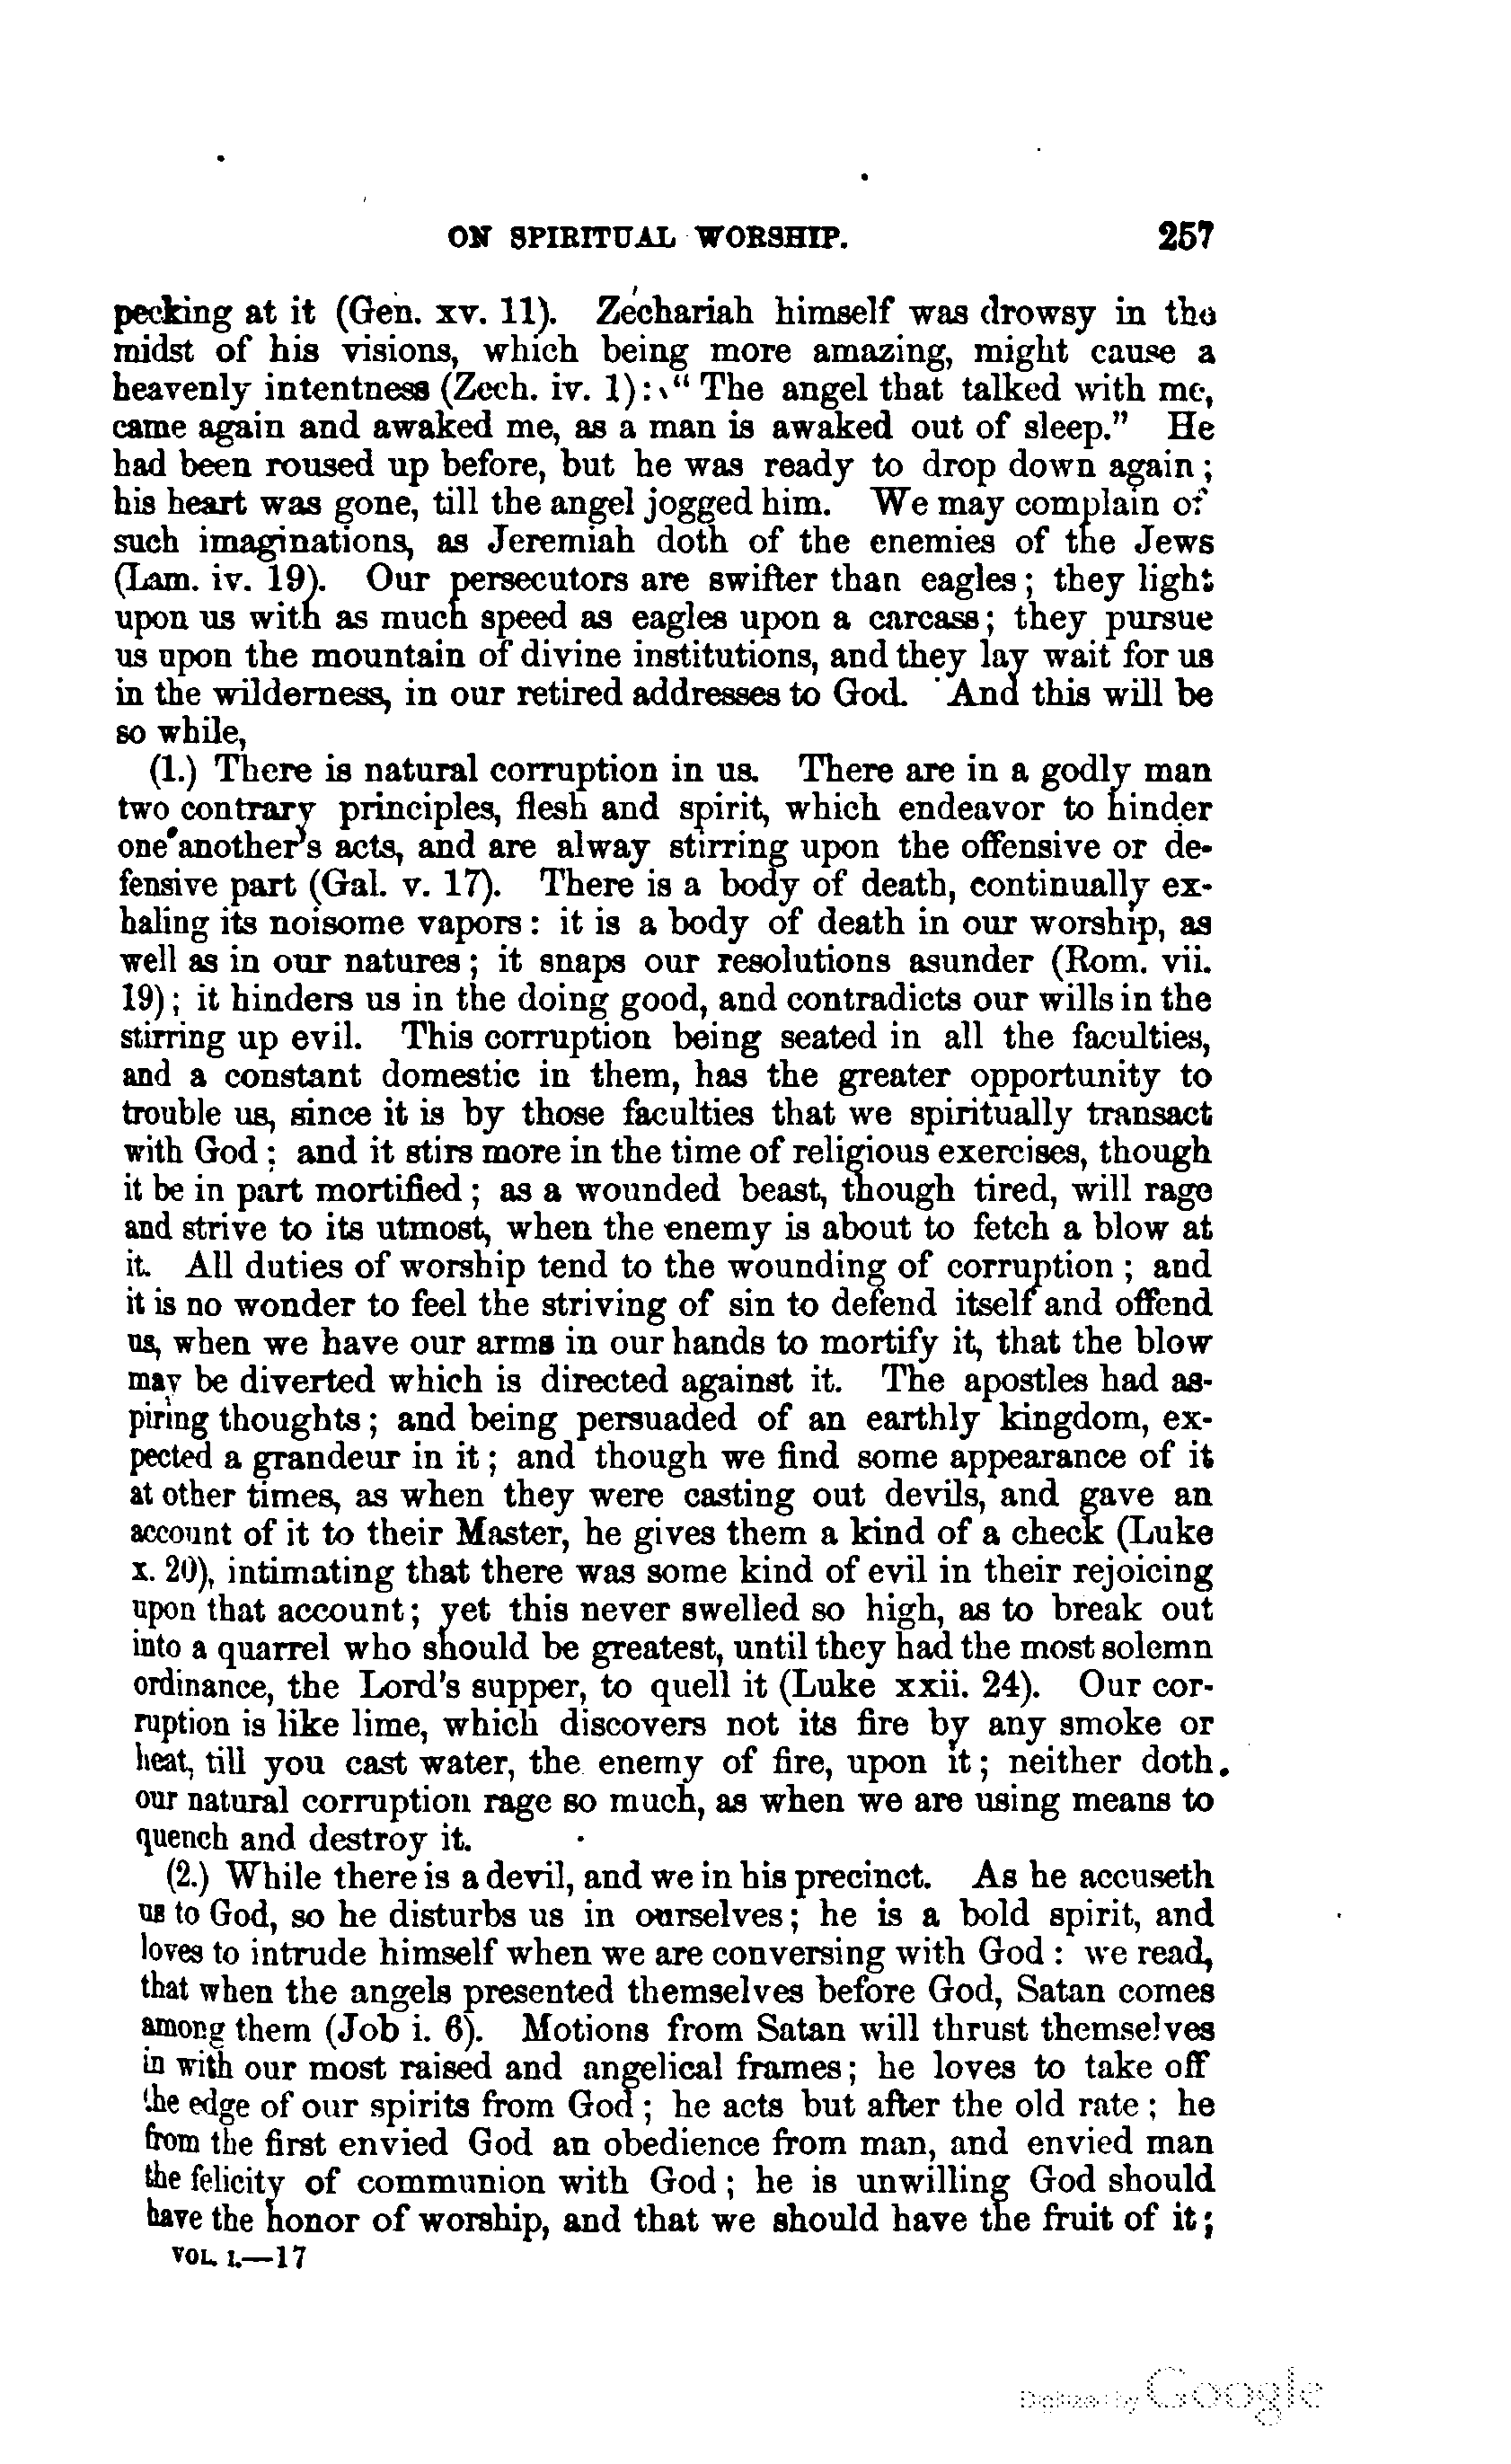 ON SPIRITUAL WORSHIP. 257
pecking at it (Gen. xv. 11). Zechariah himself was drowsy in the
midst of his visions, which being more amazing, might cause a
heavenly intentness (Zech. iv. 1): "The angel that talked with me,
came again and awaked me, as a man is awaked out of sleep." He
had been roused up before, but he was ready to drop down again;
his heart was gone, till the angel jogged him. We may complain of
such imaginations, as Jeremiah doth of the enemies of the Jews
(Lam. iv. 19). Our persecutors are swifter than eagles; they light
upon us with as much speed as eagles upon a carcass; they pursue
us upon the mountain of divine institutions, and they lay wait for us
in the wilderness, in our retired addresses to God. And this will be
so while,
(1.) There is natural corruption in us. There are in a godly man
two contrary principles, flesh and spirit, which endeavor to hinder
one another's acts, and are alway stirring upon the offensive or de-
fensive part (Gal. v. 17). There is a body of death, continually ex-
haling its noisome vapors: it is a body of death in our worship, as
well as in our natures; it snaps our resolutions asunder (Rom. vii.
19); it hinders us in the doing good, and contradicts our wills in the
stirring up evil. This corruption being seated in all the faculties,
and a constant domestic in them, has the greater opportunity to
trouble us, since it is by those faculties that we spiritually transact
with God; and it stirs more in the time of religious exercises, though
it be in part mortified; as a wounded beast, though tired, will rage
and strive to its utmost, when the enemy is about to fetch a blow at
it. All duties of worship tend to the wounding of corruption; and
it is no wonder to feel the striving of sin to defend itself and offend
us, when we have our arms in our hands to mortify it, that the blow
may be diverted which is directed against it. The apostles had as-
piring thoughts; and being persuaded of an earthly kingdom, ex-
pected a grandeur in it; and though we find some appearance of it
at other times, as when they were casting out devils, and gave an
account of it to their Master, he gives them a kind of a check (Luke
x. 20), intimating that there was some kind of evil in their rejoicing
upon that account; yet this never swelled so high, as to break out
into a quarrel who should be greatest, until they had the most solemn
ordinance, the Lord's supper, to quell it (Luke xxii. 24). Our cor-
ruption is like lime, which discovers not its fire by any smoke or
heat, till you cast water, the enemy of fire, upon it; neither doth
our natural corruption rage so much, as when we are using means to
quench and destroy it.
(2.) While there is a devil, and we in his precinct. As he accuseth
us to God, so he disturbs us in ourselves; he is a bold spirit, and
loves to intrude himself when we are conversing with God: we read,
that when the angels presented themselves before God, Satan comes
among them (Job i. 6). Motions from Satan will thrust themselves
in with our most raised and angelical frames; he loves to take off
the edge of our spirits from God; he acts but after the old rate; he
from the first envied God an obedience from man, and envied man
the felicity of communion with God; he is unwilling God should
have the honor of worship, and that we should have the fruit of it;
VOL. I.—17
Digitized by Google